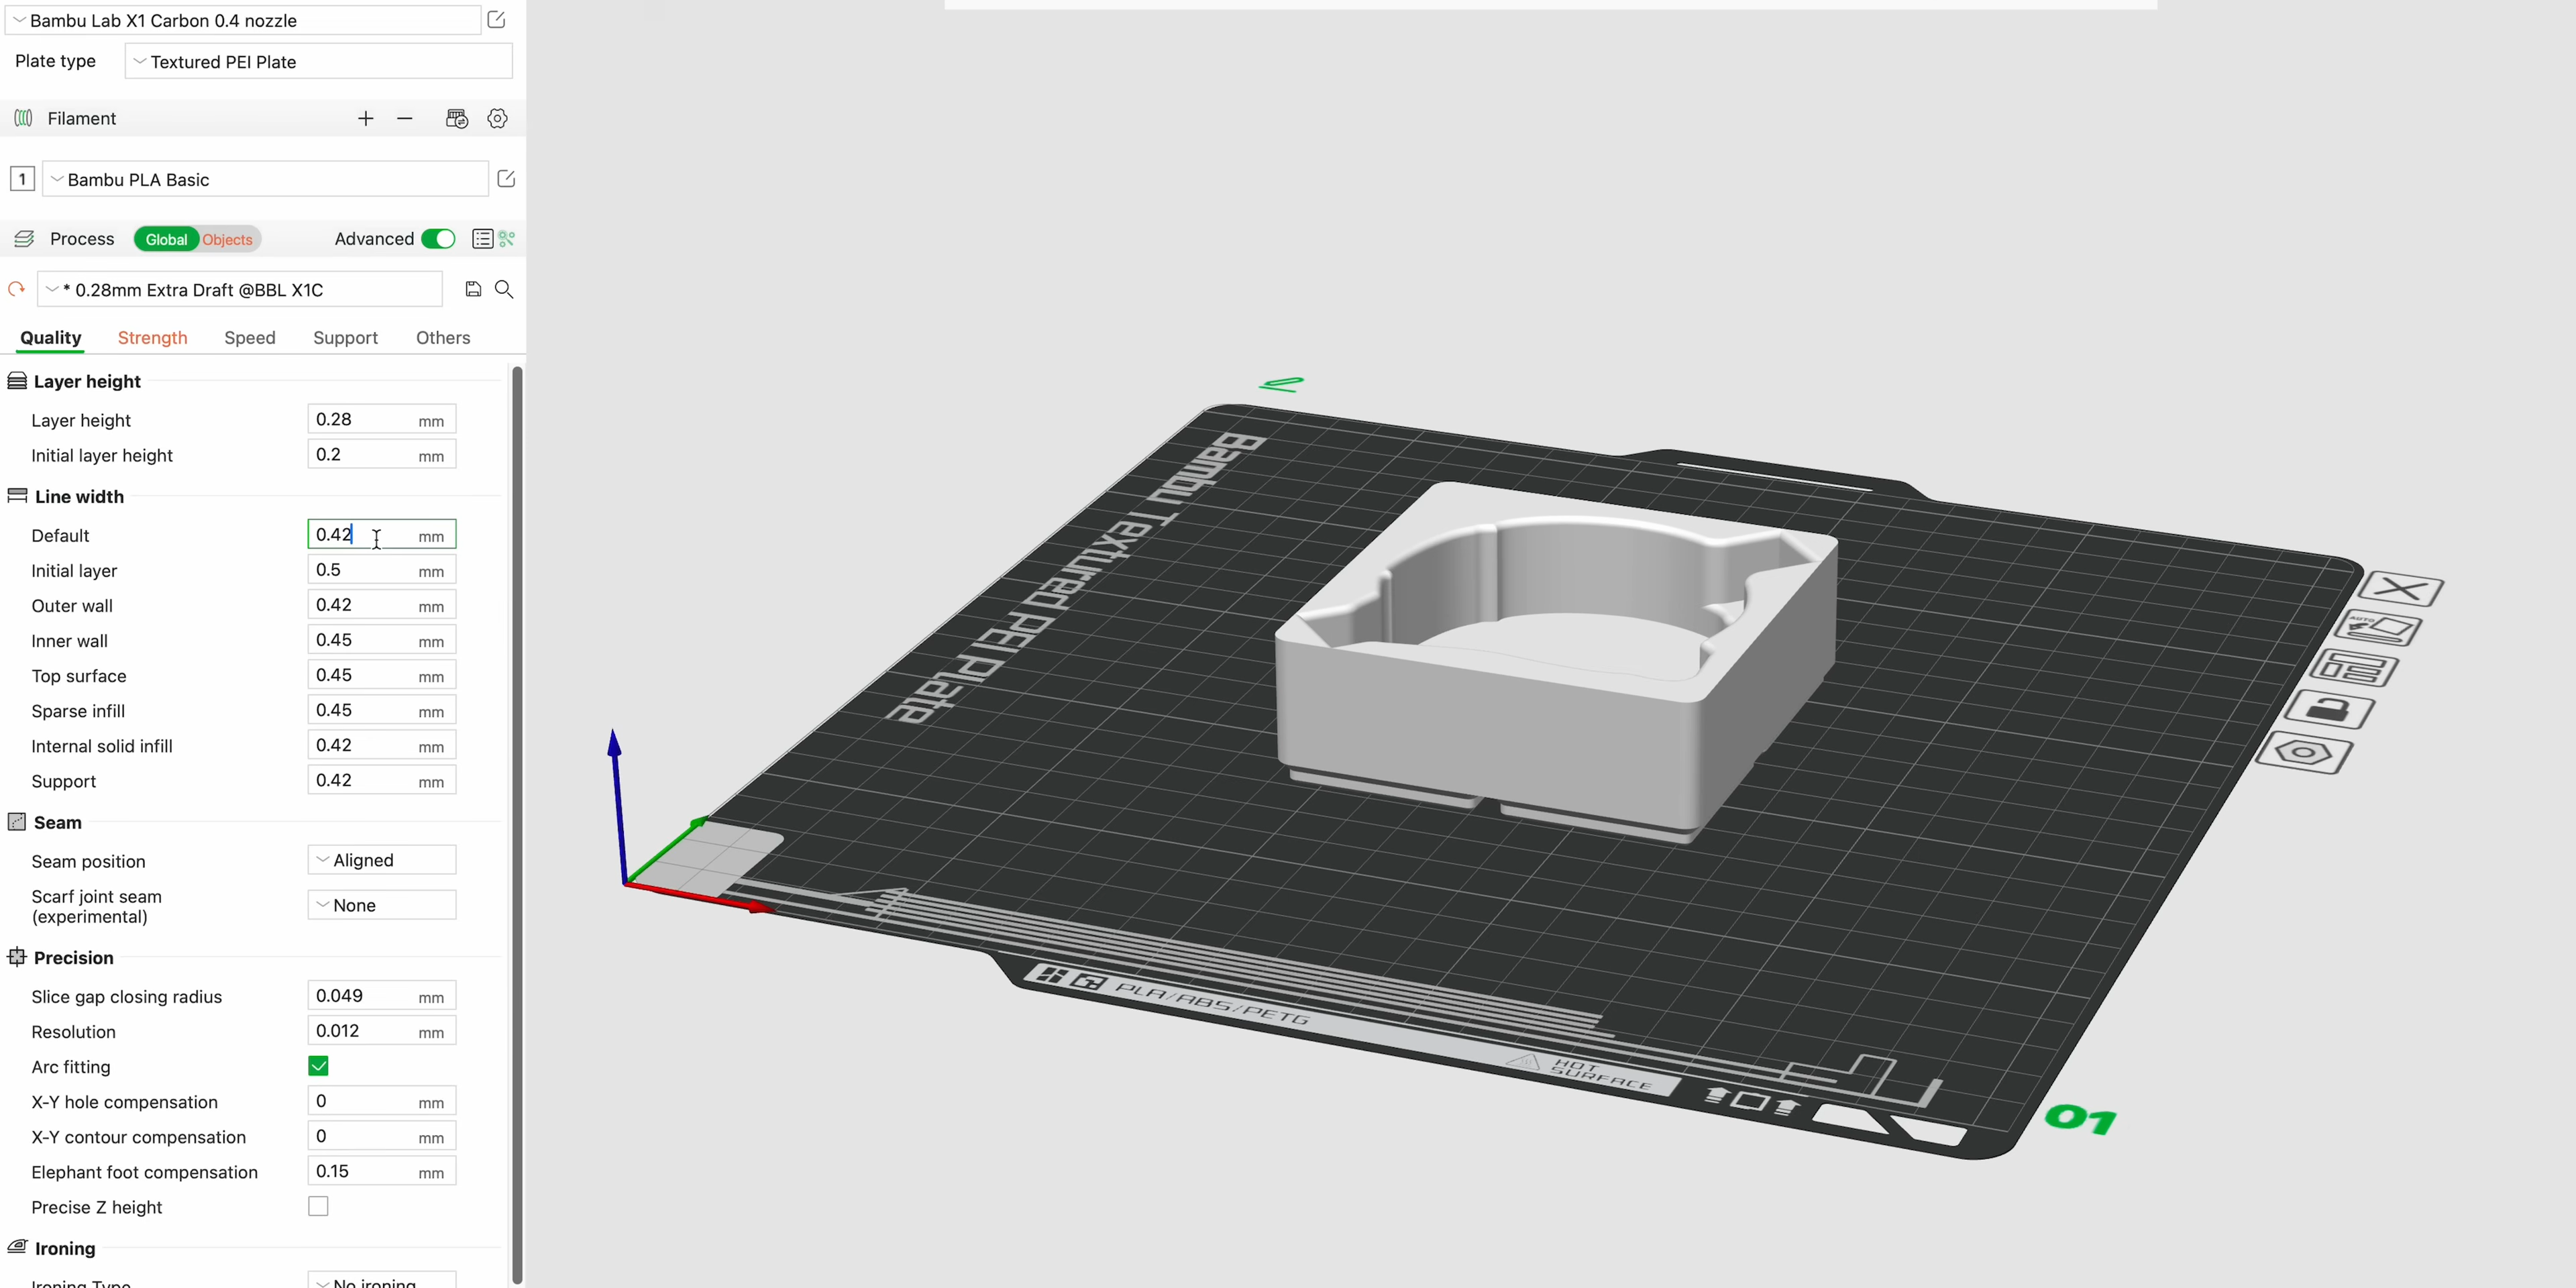 Bambu Lab X1 Carbon 0.4 nozzle
Plate type
Textured PEI Plate
Filament
1
Bambu PLA Basic
Process
Global
Objects
Advanced
* 0.28mm Extra Draft @BBL X1C
Quality
Strength
Speed
Support
Others
Layer height
Layer height 0.28 mm
Initial layer height 0.2 mm
Line width
Default 0.42 mm
Initial layer 0.5 mm
Outer wall 0.42 mm
Inner wall 0.45 mm
Top surface 0.45 mm
Sparse infill 0.45 mm
Internal solid infill 0.42 mm
Support 0.42 mm
Seam
Seam position Aligned
Scarf joint seam
(experimental)
None
Precision
Slice gap closing radius 0.049 mm
Resolution 0.012 mm
Arc fitting
X-Y hole compensation 0 mm
X-Y contour compensation 0 mm
Elephant foot compensation 0.15 mm
Precise Z height
Ironing
Ironing Type No ironing
Bambu Textured PEI Plate
PLA/ABS/PETG
HOT
SURFACE
01
AUTO